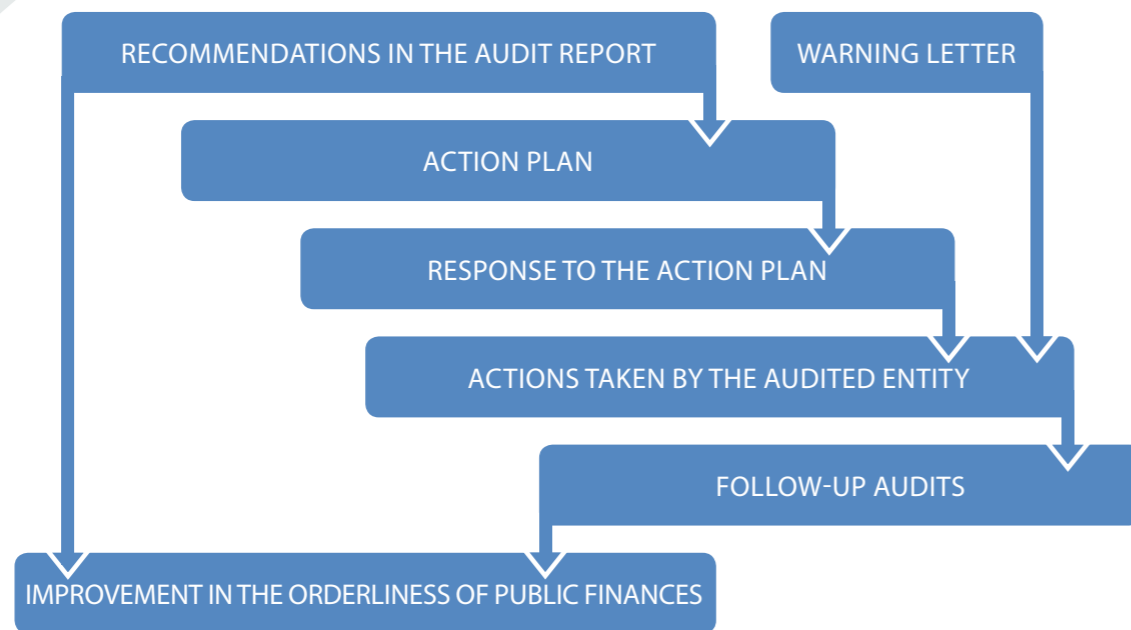 RECOMMENDATIONS IN THE AUDIT REPORT
WARNING LETTER
ACTION PLAN
RESPONSE TO THE ACTION PLAN
ACTIONS TAKEN BY THE AUDITED ENTITY
FOLLOW-UP AUDITS
IMPROVEMENT IN THE ORDERLINESS OF PUBLIC FINANCES